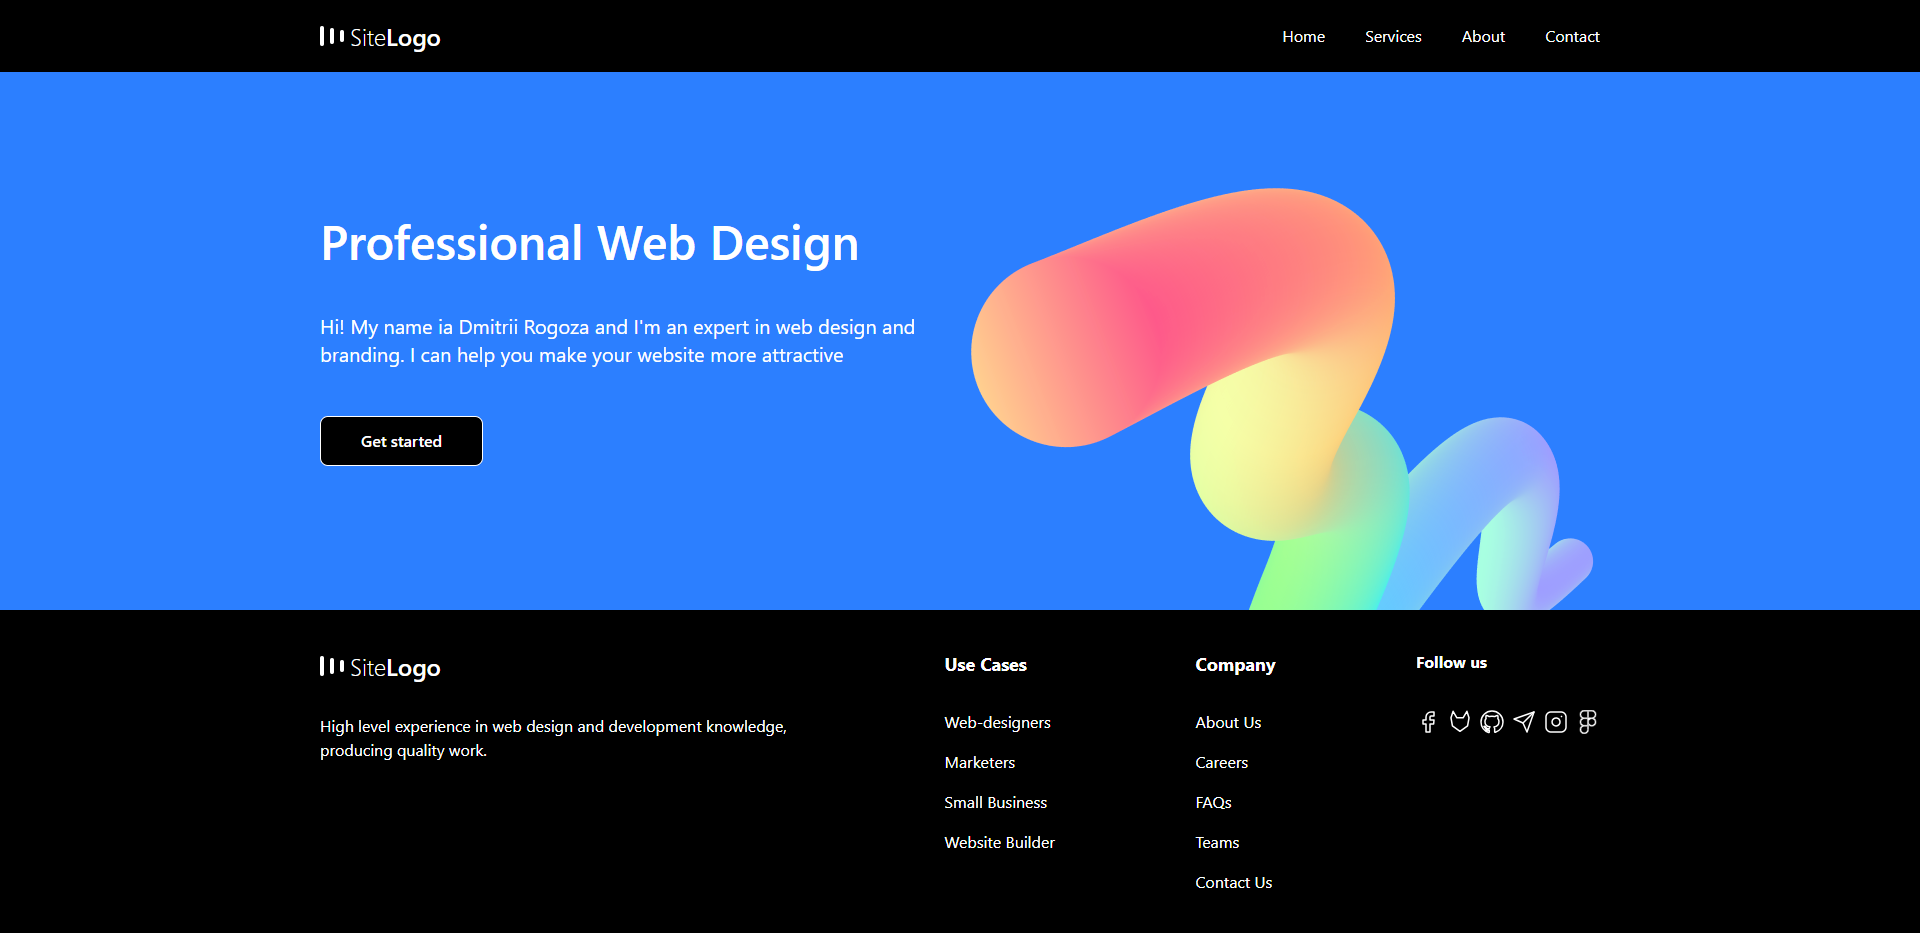 SiteLogo
Home Services About Contact
Professional Web Design
Hi! My name ia Dmitrii Rogoza and I'm an expert in web design and
branding. I can help you make your website more attractive
Get started
SiteLogo
High level experience in web design and development knowledge,
producing quality work.
Use Cases
Web-designers
Marketers
Small Business
Website Builder
Company
About Us
Careers
FAQs
Teams
Contact Us
Follow us